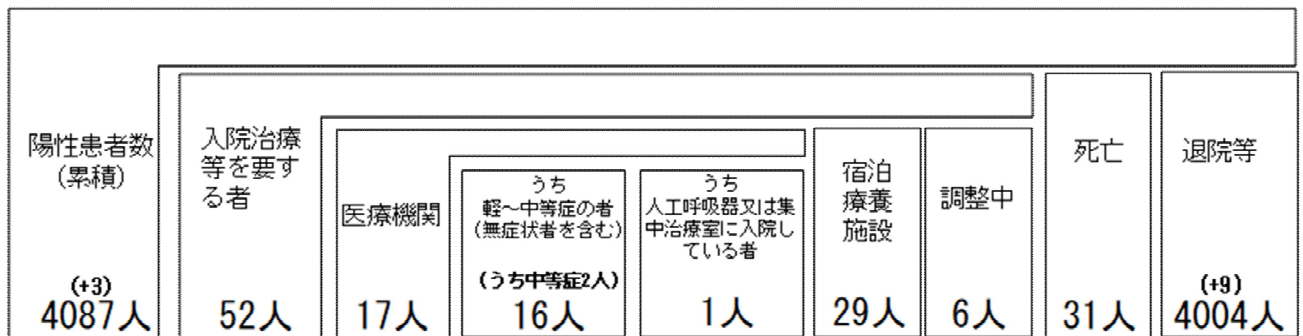 陽性患者数
(累積)
(+3)
4087人
入院治療
等を要す
る者
52人
医療機関
17人
うち
軽～中等症の者
(無症状者を含む)
(うち中等症2人)
16人
うち
人工呼吸器又は集
中治療室に入院し
ている者
1人
宿泊
療養
施設
29人
調整中
6人
死亡
31人
退院等
(+9)
4004人